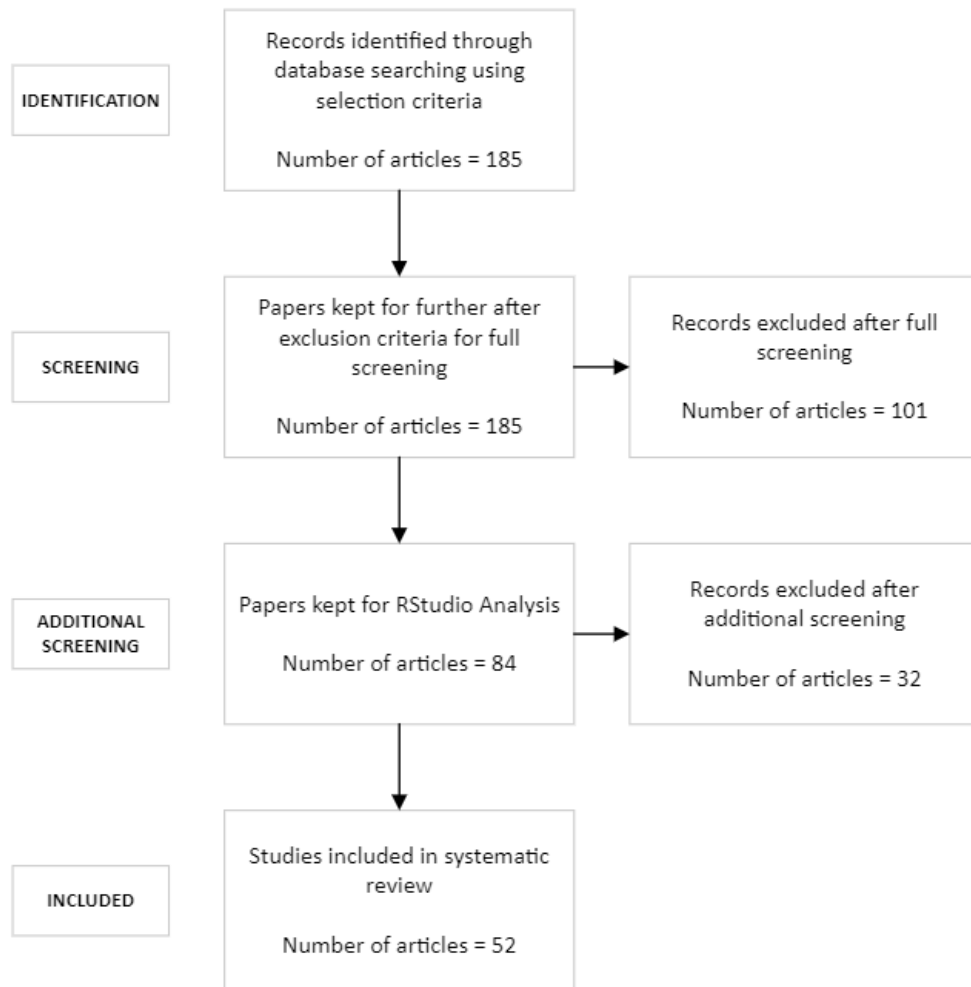 IDENTIFICATION
Records identified through
database searching using
selection criteria
Number of articles = 185
SCREENING
Papers kept for further after
exclusion criteria for full
screening
Number of articles = 185
Records excluded after full
screening
Number of articles = 101
ADDITIONAL
SCREENING
Papers kept for RStudio Analysis
Number of articles = 84
Records excluded after
additional screening
Number of articles = 32
INCLUDED
Studies included in systematic
review
Number of articles = 52